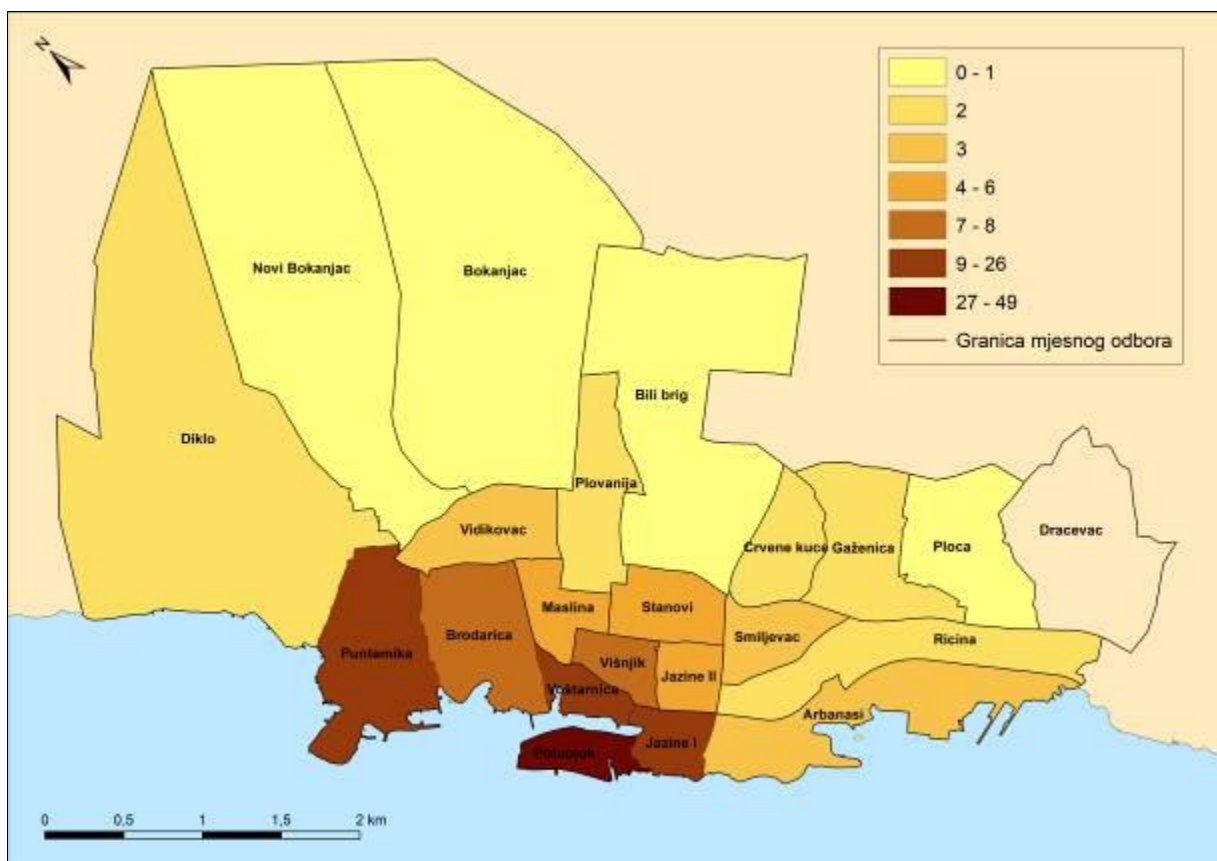 N
0 - 1
2
3
4 - 6
7 - 8
9 - 26
27 - 49
Granica mjesnog odbora
Novi Bokanjac
Bokanjac
Bili brig
Diklo
Plovanija
Vidikovac
Crvene kuce
Gaženica
Ploca
Dracevac
Maslina
Stanovi
Brodarica
Smiljevac
Ricina
Puntamika
Višnjik
Jazine II
Voštarnica
Arbanasi
Jazine I
Poluotok
0 0,5 1 1,5 2 km